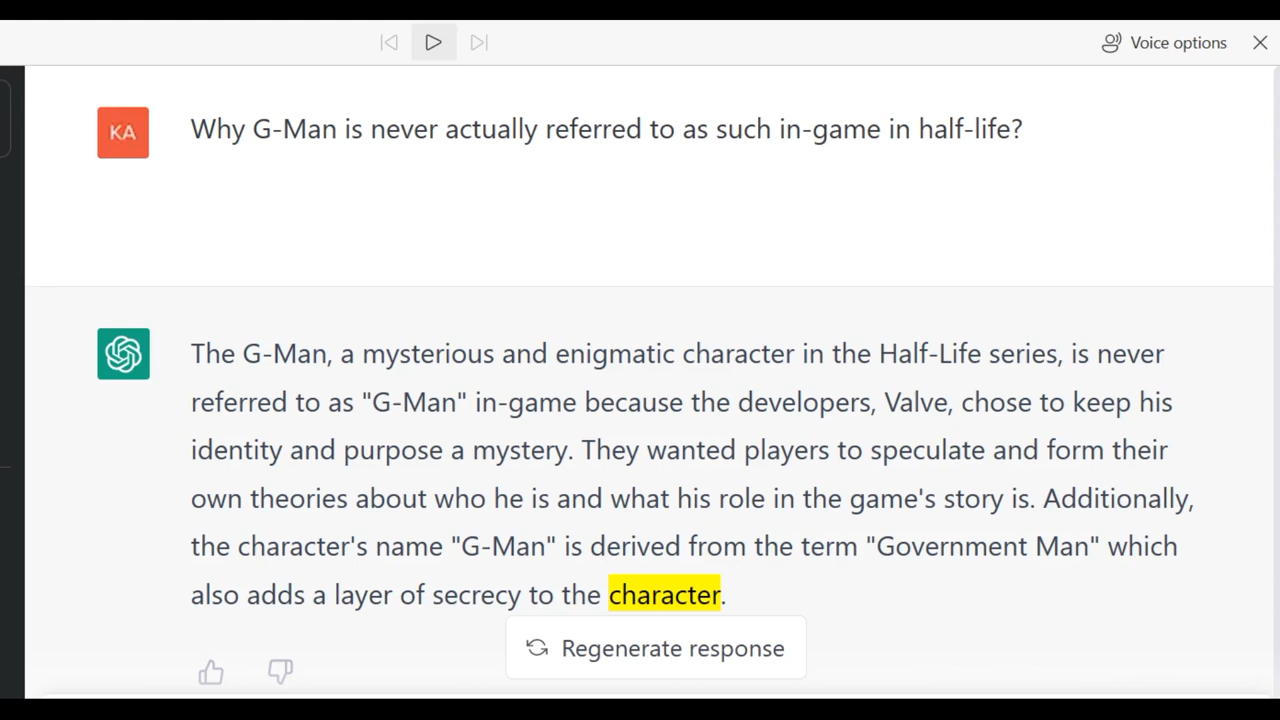 Voice options
KA
Why G-Man is never actually referred to as such in-game in half-life?
The G-Man, a mysterious and enigmatic character in the Half-Life series, is never
referred to as "G-Man" in-game because the developers, Valve, chose to keep his
identity and purpose a mystery. They wanted players to speculate and form their
own theories about who he is and what his role in the game's story is. Additionally,
the character's name "G-Man" is derived from the term "Government Man" which
also adds a layer of secrecy to the character.
Regenerate response